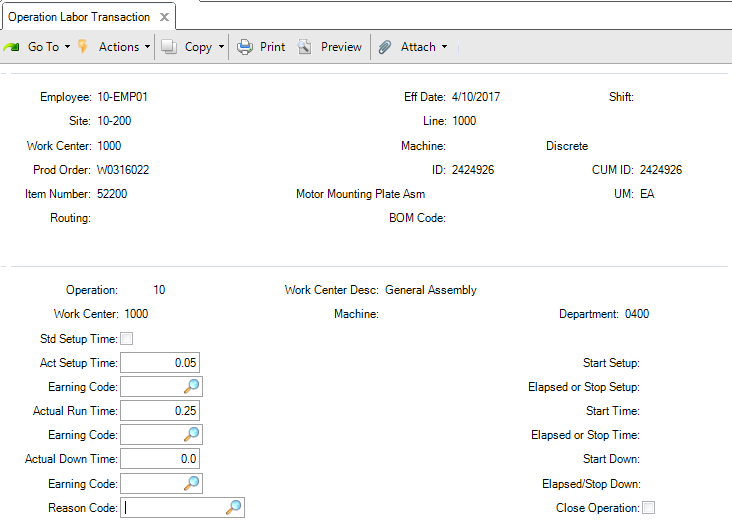 Operation Labor Transaction
Go To Actions Copy Print Preview Attach
Employee: 10-EMP01 Eff Date: 4/10/2017 Shift:
Site: 10-200 Line: 1000
Work Center: 1000 Machine: Discrete
Prod Order: W0316022 ID: 2424926 CUM ID: 2424926
Item Number: 52200 Motor Mounting Plate Asm UM: EA
Routing: BOM Code:
Operation: 10 Work Center Desc: General Assembly
Work Center: 1000 Machine: Department: 0400
Std Setup Time:
Act Setup Time: 0.05 Start Setup:
Earning Code: Elapsed or Stop Setup:
Actual Run Time: 0.25 Start Time:
Earning Code: Elapsed or Stop Time:
Actual Down Time: 0.0 Start Down:
Earning Code: Elapsed/Stop Down:
Reason Code: Close Operation: